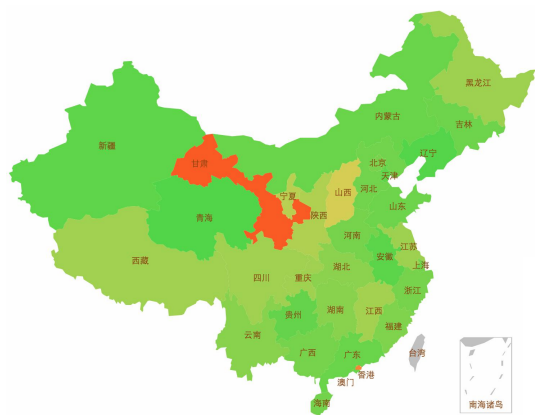 黑龙江
内蒙古
吉林
新疆
辽宁
北京
甘肃
天津
河北
宁夏
山西
山东
青海
陕西
河南
江苏
西藏
安徽
上海
湖北
四川
重庆
浙江
贵州
湖南
江西
云南
福建
广西
广东
台湾
香港
澳门
海南
南海诸岛